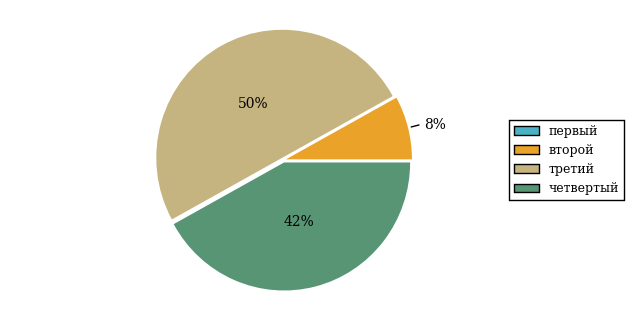 50%
8%
42%
первый
второй
третий
четвертый